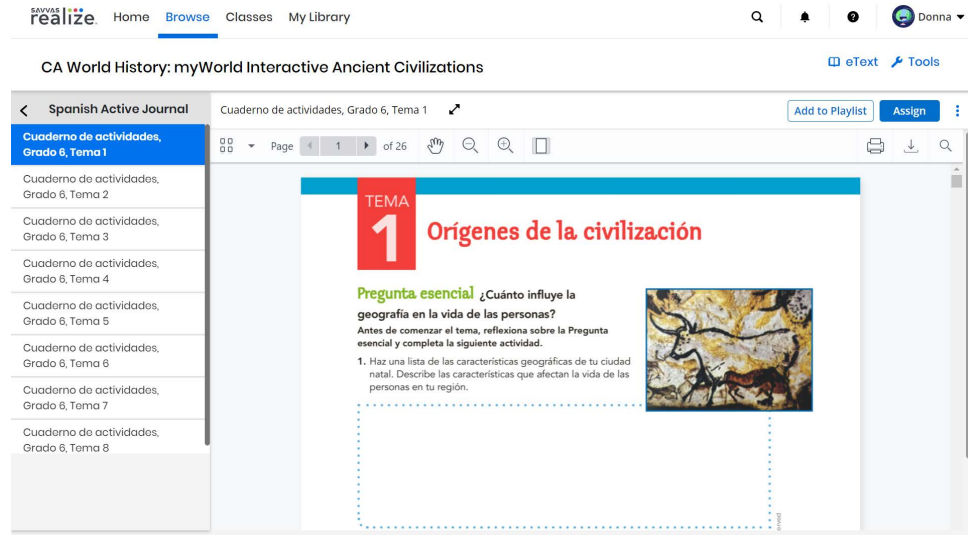 SAVVAS
realize.
Home Browse Classes My Library
Donna
CA World History: myWorld Interactive Ancient Civilizations
eText Tools
Spanish Active Journal
Cuaderno de actividades, Grado 6, Tema 1
Add to Playlist Assign
Cuaderno de actividades,
Grado 6, Tema 1
Page 1 of 26
Cuaderno de actividades,
Grado 6, Tema 2
Cuaderno de actividades,
Grado 6, Tema 3
Cuaderno de actividades,
Grado 6, Tema 4
Cuaderno de actividades,
Grado 6, Tema 5
Cuaderno de actividades,
Grado 6, Tema 6
Cuaderno de actividades,
Grado 6, Tema 7
Cuaderno de actividades,
Grado 6, Tema 8
TEMA
1
Orígenes de la civilización
Pregunta esencial ¿Cuánto influye la
geografía en la vida de las personas?
Antes de comenzar el tema, reflexiona sobre la Pregunta
esencial y completa la siguiente actividad.
1. Haz una lista de las características geográficas de tu ciudad
natal. Describe las características que afectan la vida de las
personas en tu región.